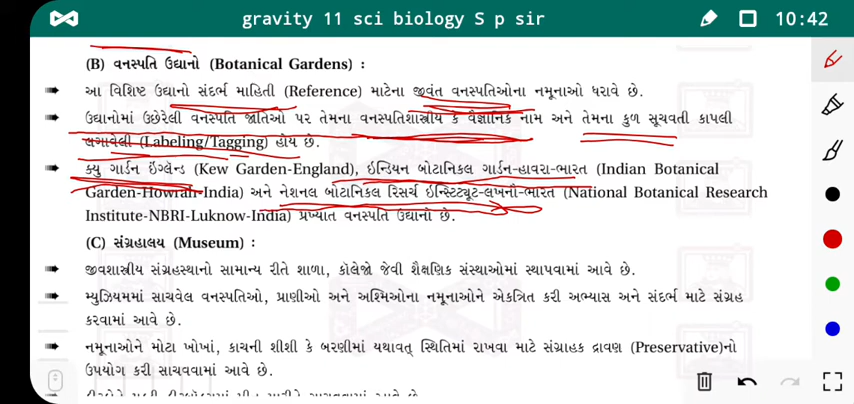 gravity 11 sci biology S p sir
10:42
(B) વનસ્પતિ ઉદ્યાનો (Botanical Gardens) :
આ વિશિષ્ટ ઉદ્યાનો સંદર્ભ માહિતી (Reference) માટેના જીવંત વનસ્પતિઓના નમૂનાઓ ધરાવે છે.
ઉદ્યાનોમાં ઉછેરેલી વનસ્પતિ જાતિઓ પર તેમના વનસ્પતિશાસ્ત્રીય કે વૈજ્ઞાનિક નામ અને તેમના કુળ સૂચવતી કાપલી
લગાવેલી (Labeling/Tagging) હોય છે.
ક્યુ ગાર્ડન ઇંગ્લેન્ડ (Kew Garden-England), ઇન્ડિયન બોટાનિકલ ગાર્ડન-હાવરા-ભારત (Indian Botanical
Garden-Howrah-India) અને નેશનલ બોટાનિકલ રિસર્ચ ઇન્સ્ટિટ્યૂટ-લખનૌ-ભારત (National Botanical Research
Institute-NBRI-Luknow-India) પ્રખ્યાત વનસ્પતિ ઉદ્યાનો છે.
(C) સંગ્રહાલય (Museum) :
જીવશાસ્ત્રીય સંગ્રહસ્થાનો સામાન્ય રીતે શાળા, કૉલેજો જેવી શૈક્ષણિક સંસ્થાઓમાં સ્થાપવામાં આવે છે.
મ્યુઝિયમમાં સાચવેલ વનસ્પતિઓ, પ્રાણીઓ અને અશ્મિઓના નમૂનાઓને એકત્રિત કરી અભ્યાસ અને સંદર્ભ માટે સંગ્રહ
કરવામાં આવે છે.
નમૂનાઓને મોટા ખોખાં, કાચની શીશી કે બરણીમાં યથાવત્ સ્થિતિમાં રાખવા માટે સંગ્રાહક દ્રાવણ (Preservative)નો
ઉપયોગ કરી સાચવવામાં આવે છે.